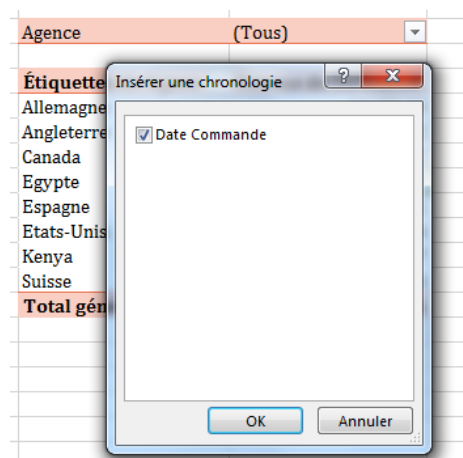 Agence (Tous)
Insérer une chronologie
Étiquette
Allemagne
Date Commande
Angleterre
Canada
Egypte
Espagne
Etats-Unis
Kenya
Suisse
Total gén
OK Annuler